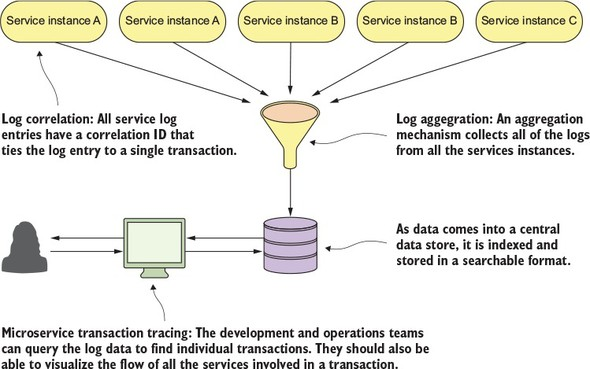 Service instance A
Service instance A
Service instance B
Service instance B
Service instance C
Log correlation: All service log
entries have a correlation ID that
ties the log entry to a single transaction.
Log aggegration: An aggregation
mechanism collects all of the logs
from all the services instances.
As data comes into a central
data store, it is indexed and
stored in a searchable format.
Microservice transaction tracing: The development and operations teams
can query the log data to find individual transactions. They should also be
able to visualize the flow of all the services involved in a transaction.